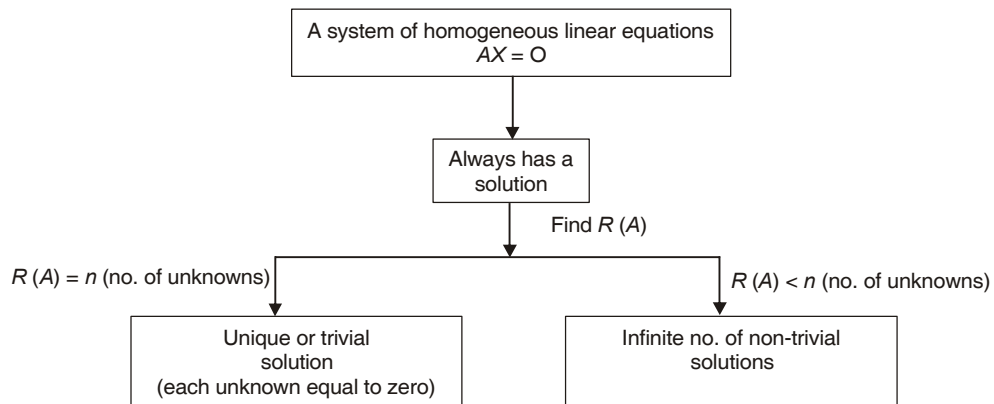 A system of homogeneous linear equations
AX = O
Always has a
solution
Find R (A)
R (A) = n (no. of unknowns)
R (A) < n (no. of unknowns)
Unique or trivial
solution
(each unknown equal to zero)
Infinite no. of non-trivial
solutions